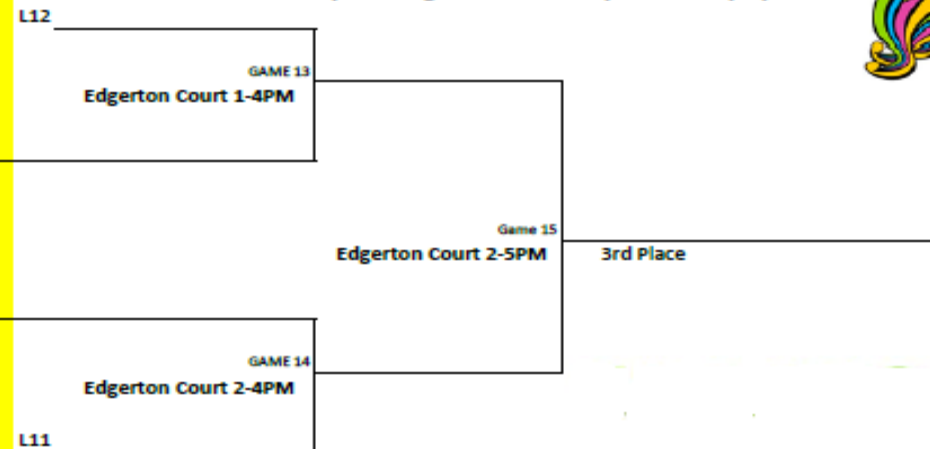 L12
GAME 13
Edgerton Court 1-4PM
Game 15
Edgerton Court 2-5PM
3rd Place
GAME 14
Edgerton Court 2-4PM
L11